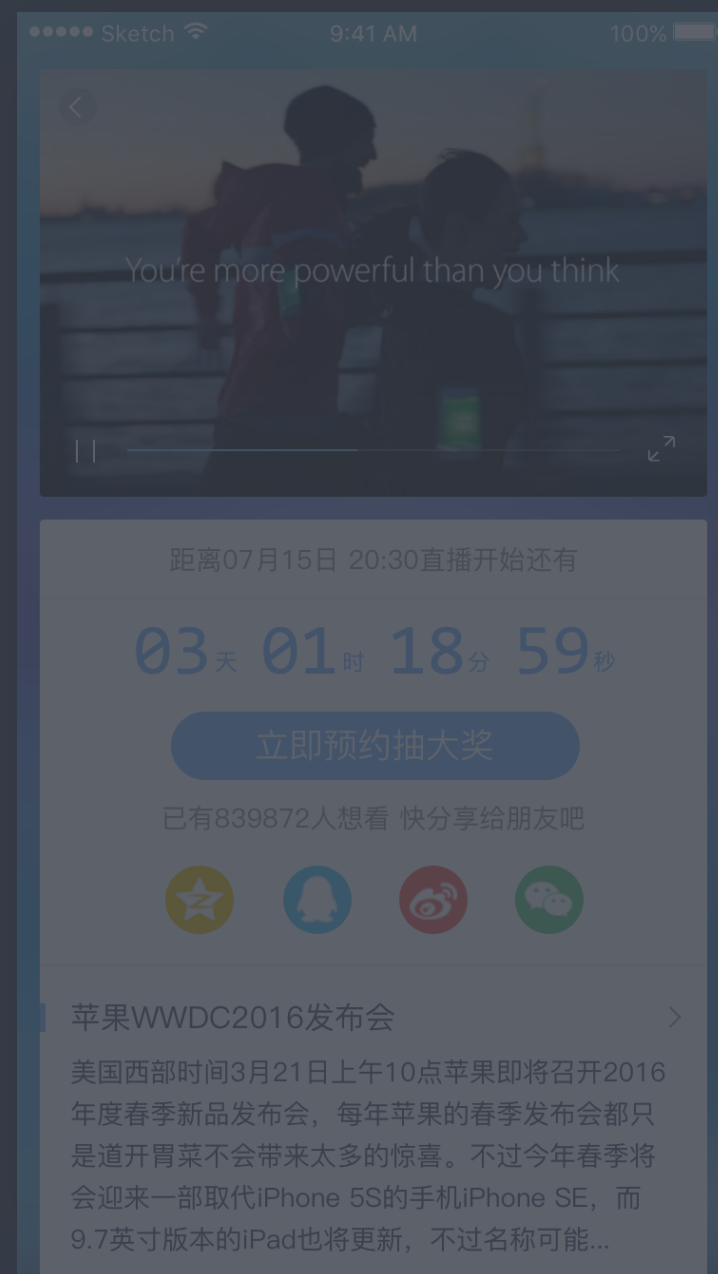 Sketch 9:41 AM 100%
You're more powerful than you think
距离07月15日 20:30直播开始还有
03天 01时 18分 59秒
立即预约抽大奖
已有839872人想看 快分享给朋友吧
苹果WWDC2016发布会
美国西部时间3月21日上午10点苹果即将召开2016
年度春季新品发布会，每年苹果的春季发布会都只
是道开胃菜不会带来太多的惊喜。不过今年春季将
会迎来一部取代iPhone 5S的手机iPhone SE，而
9.7英寸版本的iPad也将更新，不过名称可能...